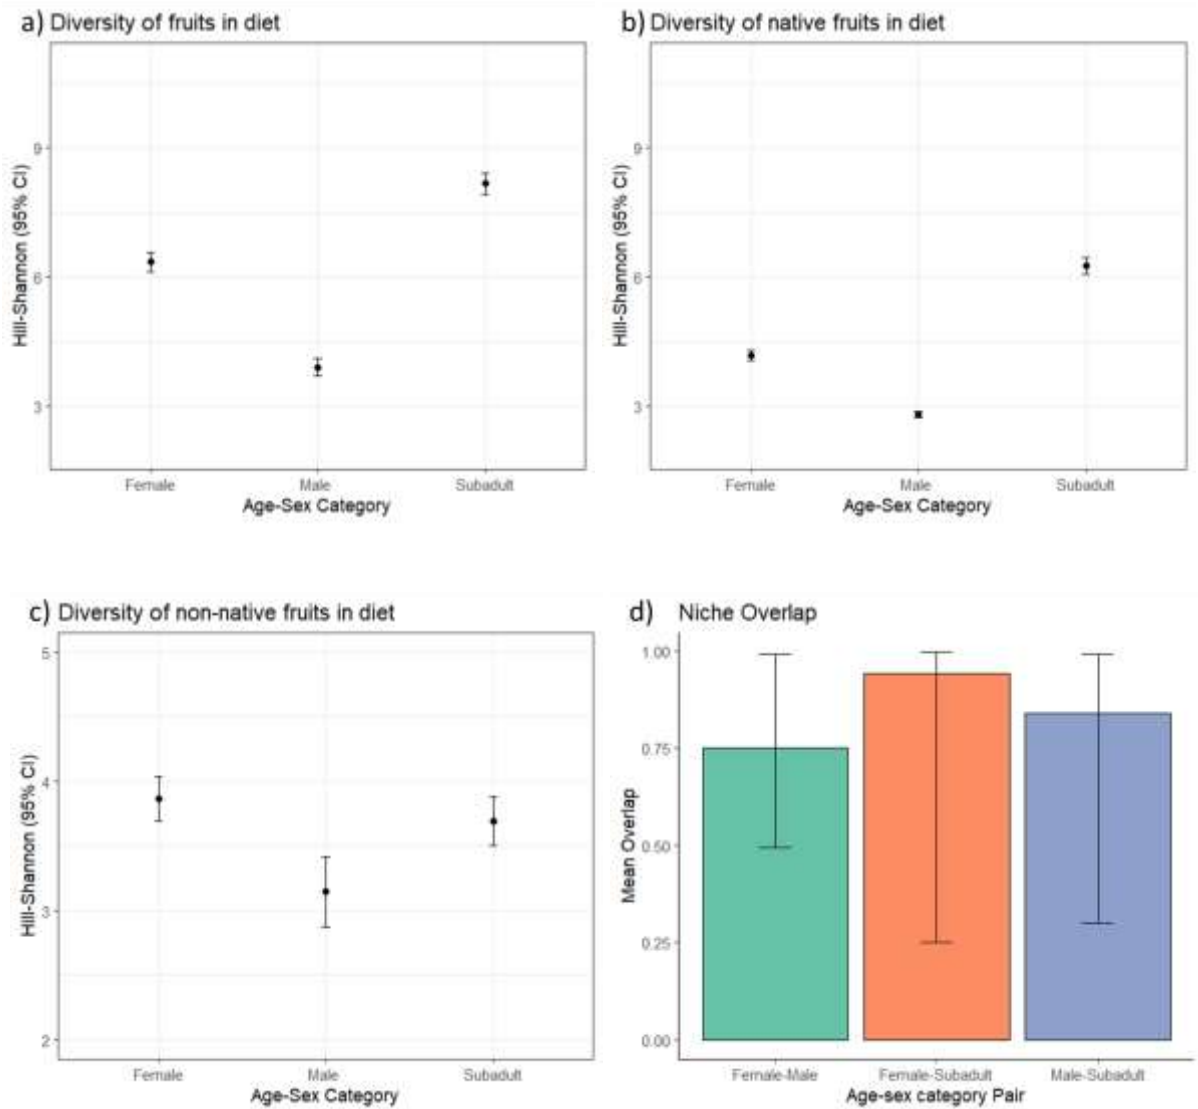 a) Diversity of fruits in diet
Hill-Shannon (95% CI)
9
6
3
Female Male Subadult
Age-Sex Category
b) Diversity of native fruits in diet
Hill-Shannon (95% CI)
9
6
3
Female Male Subadult
Age-Sex Category
c) Diversity of non-native fruits in diet
Hill-Shannon (95% CI)
5
4
3
2
Female Male Subadult
Age-Sex Category
d) Niche Overlap
Mean Overlap
1.00
0.75
0.50
0.25
0.00
Female-Male Female-Subadult Male-Subadult
Age-sex category Pair